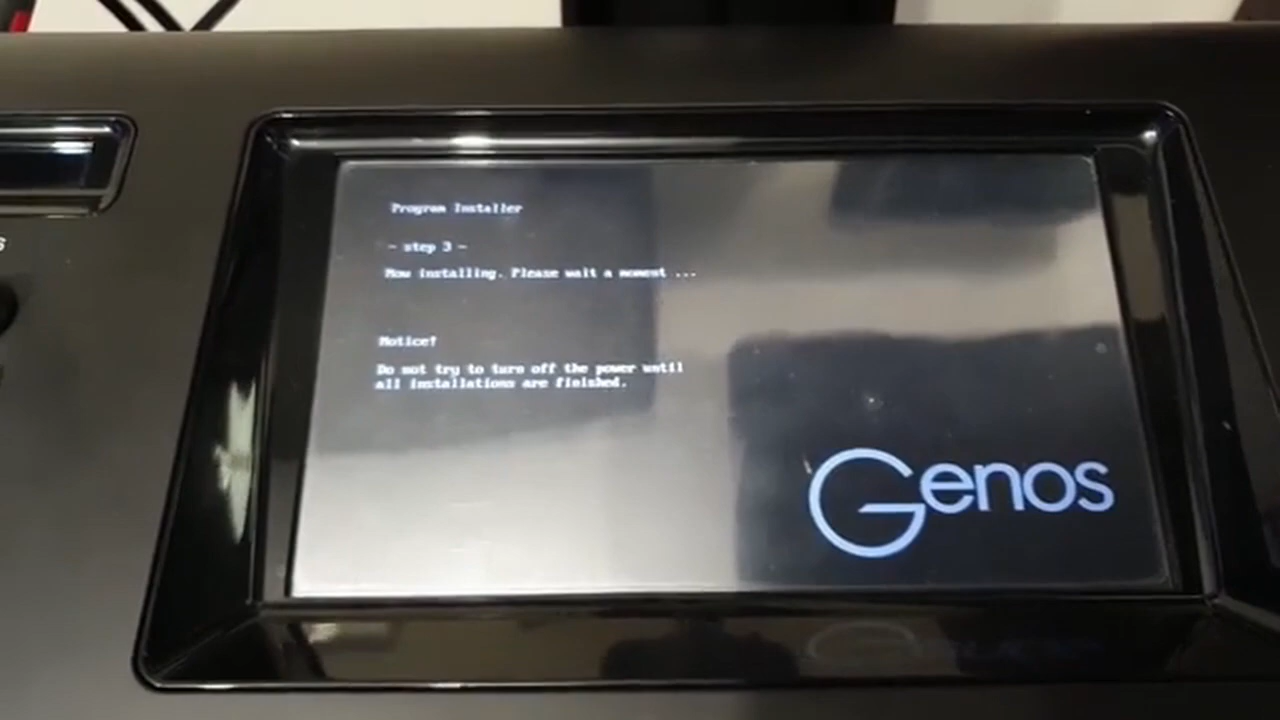 Program Installer
- step 3 -
Now installing. Please wait a moment ...
Notice!
Do not try to turn off the power until
all installations are finished.
Genos